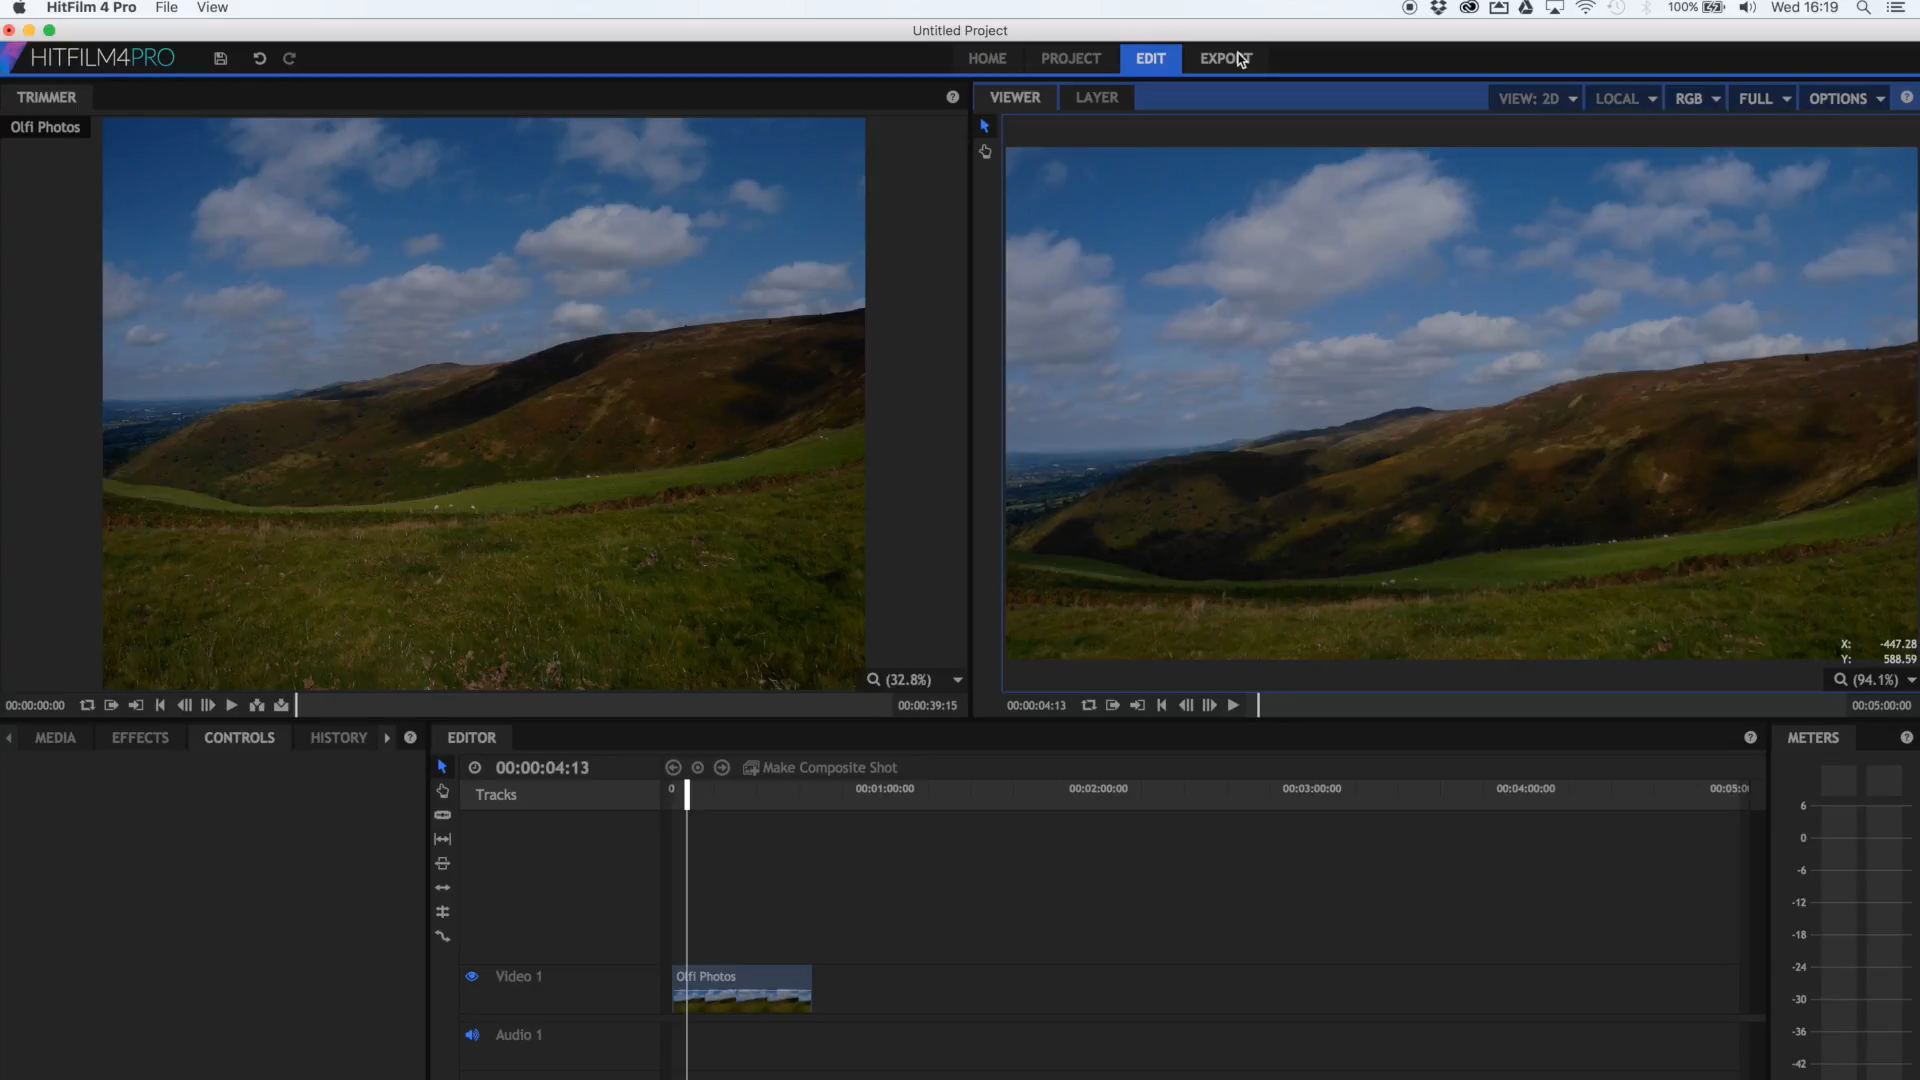 HitFilm 4 Pro File View 100% Wed 16:19
Untitled Project
HITFILM4PRO HOME PROJECT EDIT EXPORT
TRIMMER VIEWER LAYER VIEW: 2D LOCAL RGB FULL OPTIONS
Olfi Photos
X: -447.28
Y: 588.59
(32.8%) (94.1%)
00:00:00:00 00:00:39:15 00:00:04:13 00:05:00:00
MEDIA EFFECTS CONTROLS HISTORY EDITOR METERS
00:00:04:13 Make Composite Shot
Tracks 0 00:01:00:00 00:02:00:00 00:03:00:00 00:04:00:00 00:05:0
6
0
-6
-12
-18
-24
-30
-36
-42
Video 1 Olfi Photos
Audio 1